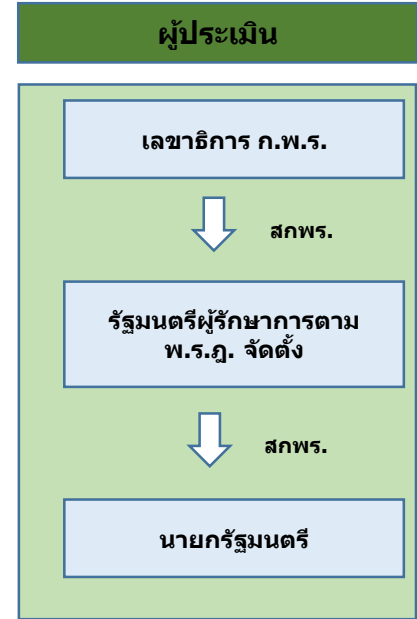 ผู้ประเมิน
เลขาธิการ ก.พ.ร.
สกพร.
รัฐมนตรีผู้รักษาการตาม
พ.ร.ฎ. จัดตั้ง
สกพร.
นายกรัฐมนตรี